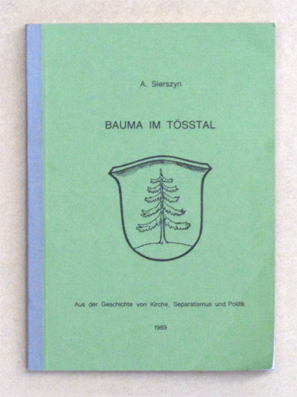 A. Sierszyn
BAUMA IM TÖSSTAL
Aus der Geschichte von Kirche, Separatismus und Politik
1989